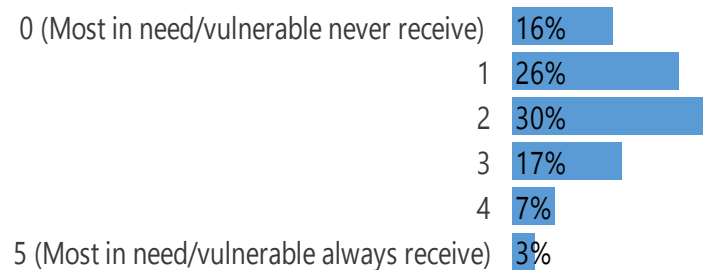 0 (Most in need/vulnerable never receive) 16%
1 26%
2 30%
3 17%
4 7%
5 (Most in need/vulnerable always receive) 3%